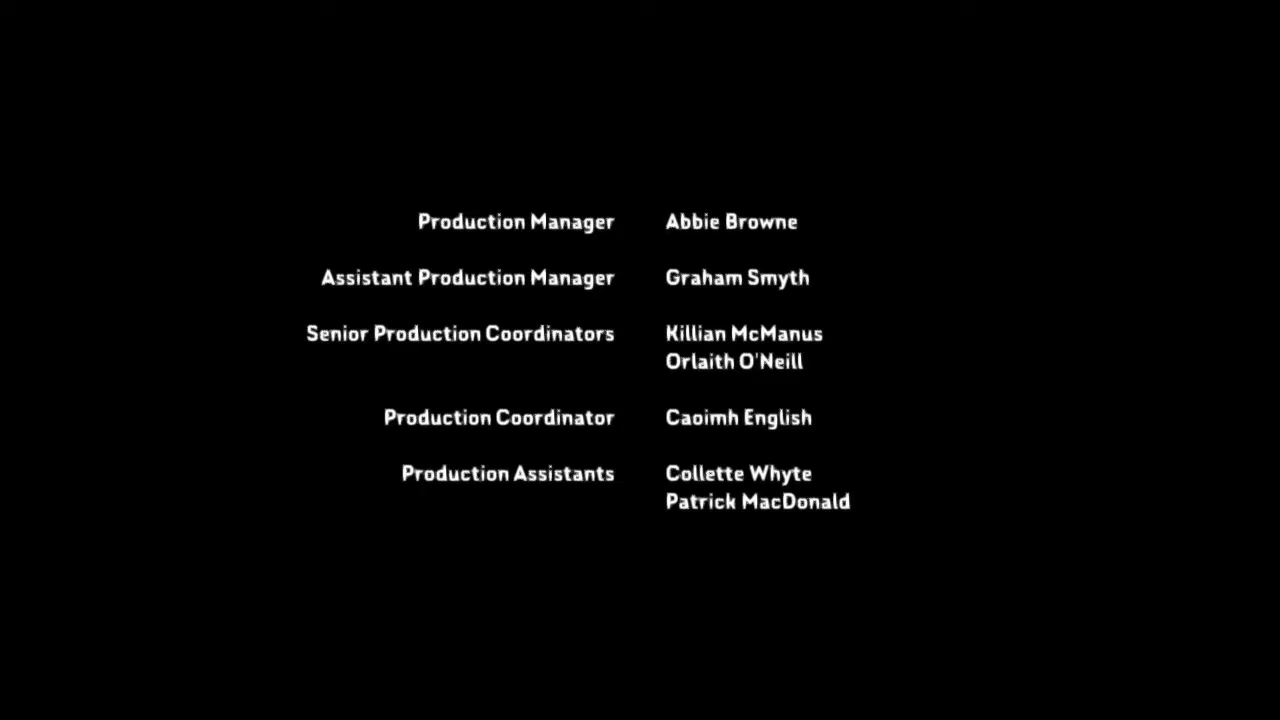 Production Manager Abbie Browne
Assistant Production Manager Graham Smyth
Senior Production Coordinators Killian McManus
Orlaith O'Neill
Production Coordinator Caoimh English
Production Assistants Collette Whyte
Patrick MacDonald